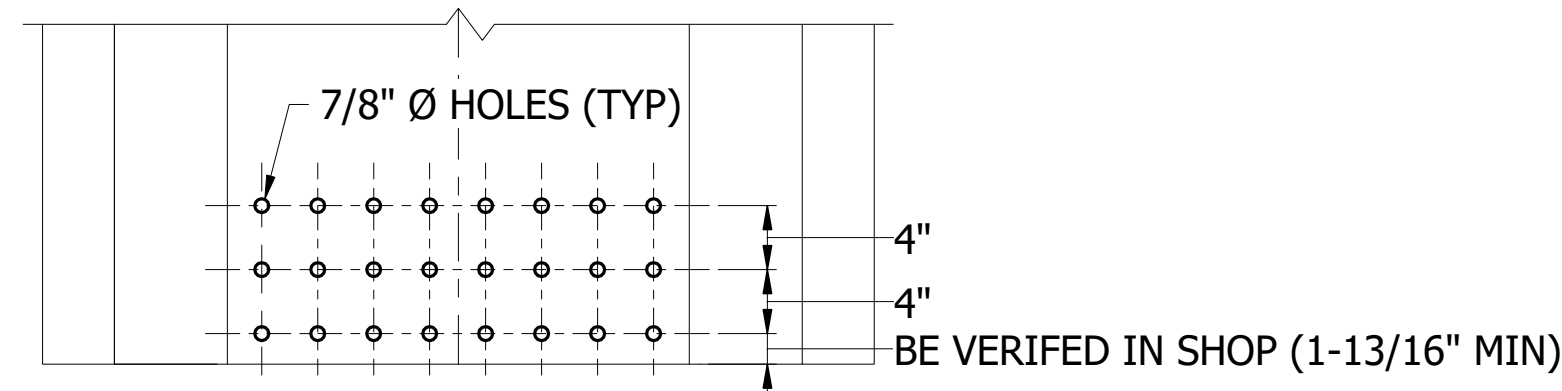 7/8" Ø HOLES (TYP)
4"
4"
BE VERIFED IN SHOP (1-13/16" MIN)